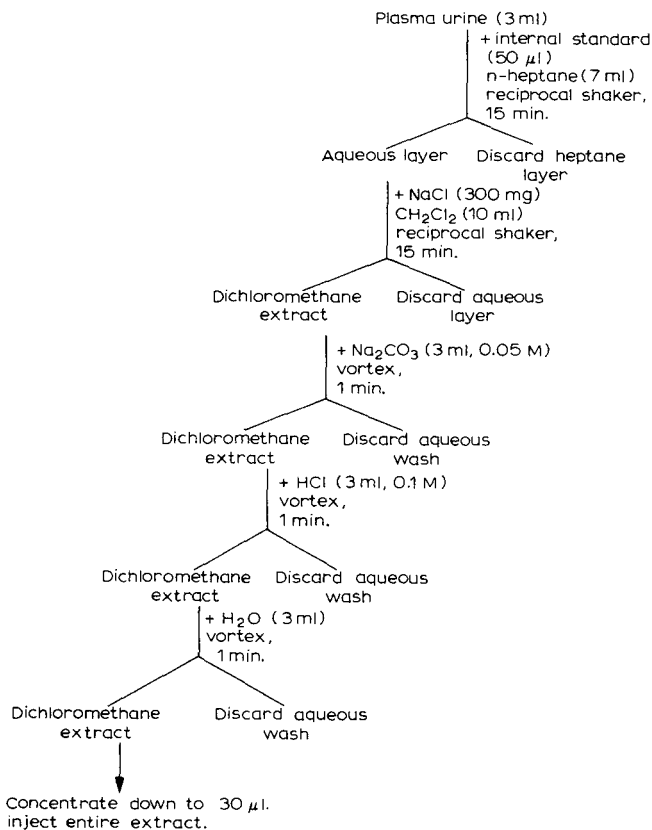 Plasma urine (3 ml)
+ internal standard
(50 µl)
n-heptane (7 ml)
reciprocal shaker,
15 min.
Aqueous layer
Discard heptane
layer
+ NaCl (300 mg)
CH₂Cl₂ (10 ml)
reciprocal shaker,
15 min.
Dichloromethane
extract
Discard aqueous
layer
+ Na₂CO₃ (3 ml, 0.05 M)
vortex,
1 min.
Dichloromethane
extract
Discard aqueous
wash
+ HCl (3 ml, 0.1 M)
vortex,
1 min.
Dichloromethane
extract
Discard aqueous
wash
+ H₂O (3 ml)
vortex,
1 min.
Dichloromethane
extract
Discard aqueous
wash
Concentrate down to 30 µl.
inject entire extract.